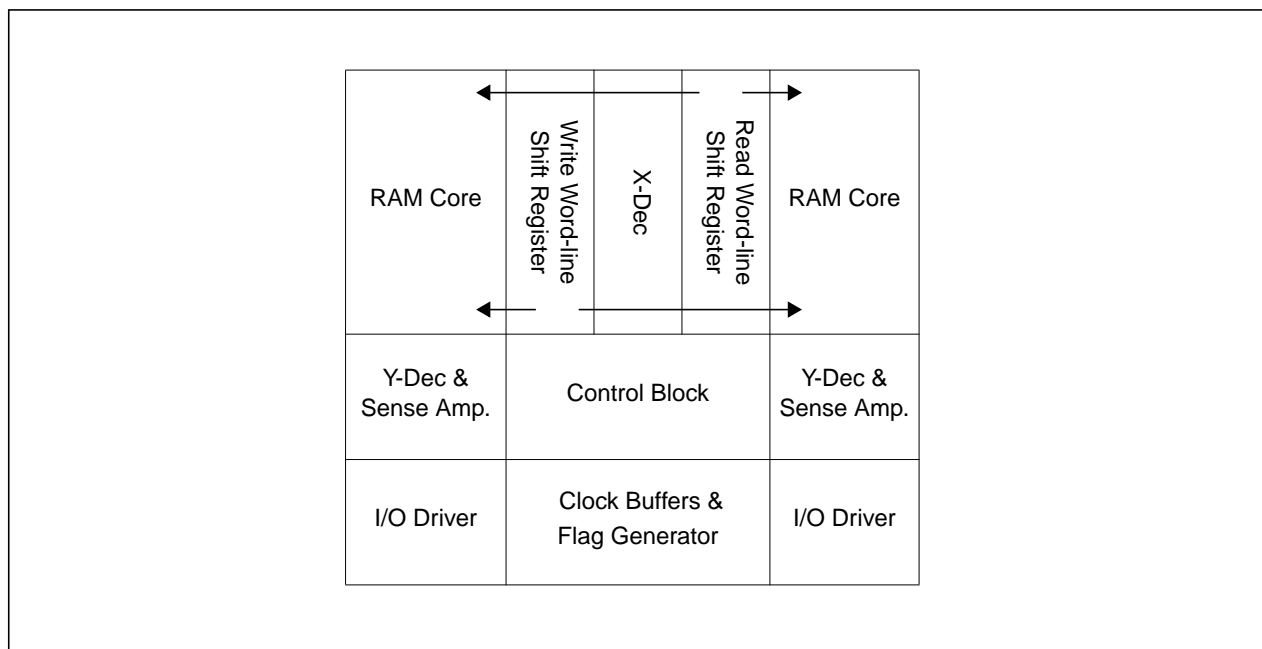 RAM Core
Write Word-line
Shift Register
X-Dec
Read Word-line
Shift Register
RAM Core
Y-Dec &
Sense Amp.
Control Block
Y-Dec &
Sense Amp.
I/O Driver
Clock Buffers &
Flag Generator
I/O Driver